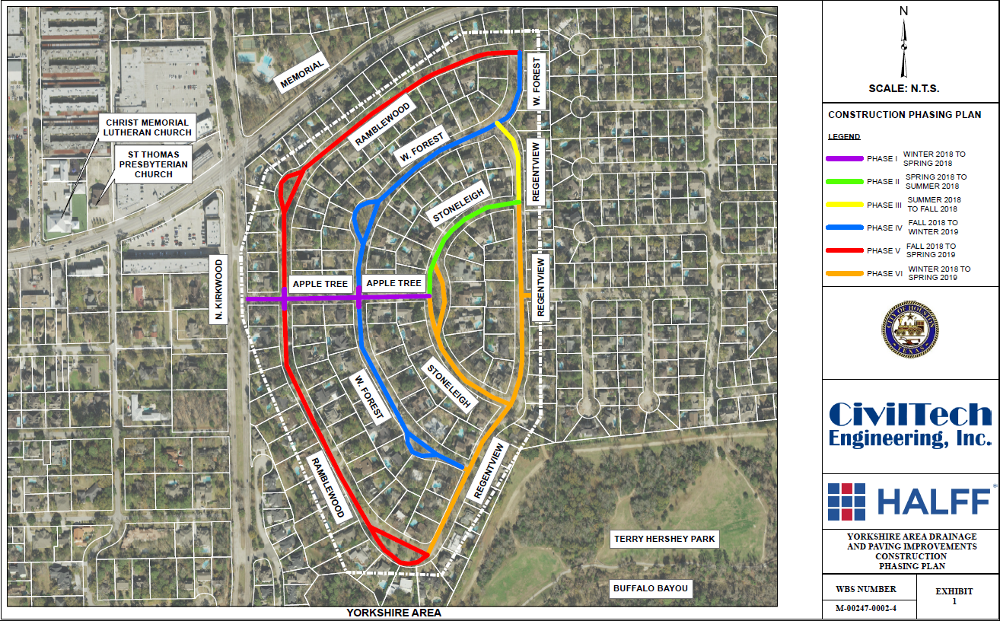 MEMORIAL
W. FOREST
RAMBLEWOOD
CHRIST MEMORIAL
LUTHERAN CHURCH
ST THOMAS
PRESBYTERIAN
CHURCH
W. FOREST
REGENTVIEW
STONELEIGH
N. KIRKWOOD
APPLE TREE
APPLE TREE
REGENTVIEW
W. FOREST
STONELEIGH
RAMBLEWOOD
REGENTVIEW
TERRY HERSHEY PARK
BUFFALO BAYOU
YORKSHIRE AREA
N
SCALE: N.T.S.
CONSTRUCTION PHASING PLAN
LEGEND
PHASE I WINTER 2018 TO
SPRING 2018
PHASE II SPRING 2018 TO
SUMMER 2018
PHASE III SUMMER 2018
TO FALL 2018
PHASE IV FALL 2018 TO
WINTER 2019
PHASE V FALL 2018 TO
SPRING 2019
PHASE VI WINTER 2018 TO
SPRING 2019
CITY OF HOUSTON
TEXAS
CivilTech
Engineering, Inc.
HALFF®
YORKSHIRE AREA DRAINAGE
AND PAVING IMPROVEMENTS
CONSTRUCTION
PHASING PLAN
WBS NUMBER
M-00247-0002-4
EXHIBIT
1